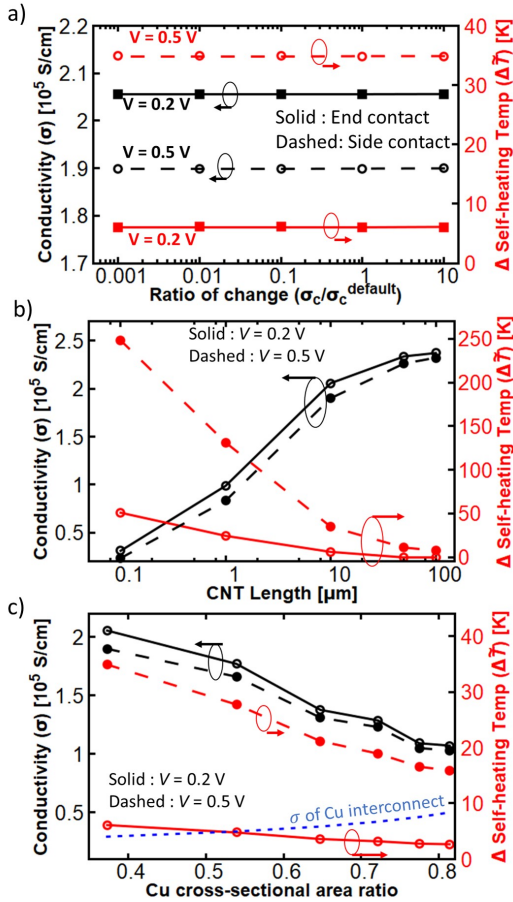 a)
Conductivity (σ) [10⁵ S/cm]
2.2
2.1
2
1.9
1.8
1.7
V = 0.5 V
V = 0.2 V
Solid : End contact
Dashed: Side contact
V = 0.5 V
V = 0.2 V
40
30
20
10
0
Δ Self-heating Temp (ΔT̃) [K]
0.001 0.01 0.1 1 10
Ratio of change (σc/σc^default)
b)
Conductivity (σ) [10⁵ S/cm]
2.5
2
1.5
1
0.5
Solid : V = 0.2 V
Dashed : V = 0.5 V
250
200
150
100
50
0
Δ Self-heating Temp (ΔT̃) [K]
0.1 1 10 100
CNT Length [μm]
c)
Conductivity (σ) [10⁵ S/cm]
2
1.5
1
0.5
Solid : V = 0.2 V
Dashed : V = 0.5 V
σ of Cu interconnect
40
30
20
10
0
Δ Self-heating Temp (ΔT̃) [K]
0.4 0.5 0.6 0.7 0.8
Cu cross-sectional area ratio